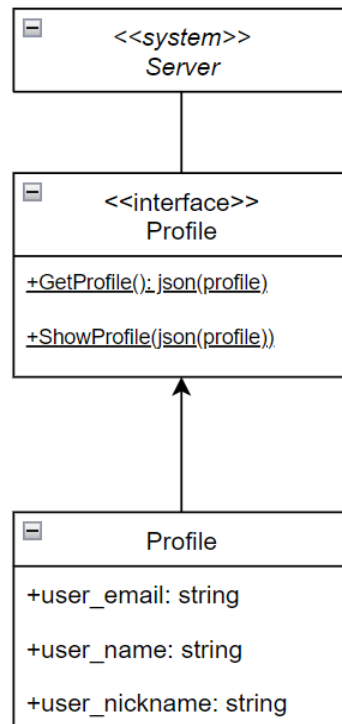 <<system>>
Server
<<interface>>
Profile
+GetProfile(): json(profile)
+ShowProfile(json(profile))
Profile
+user_email: string
+user_name: string
+user_nickname: string